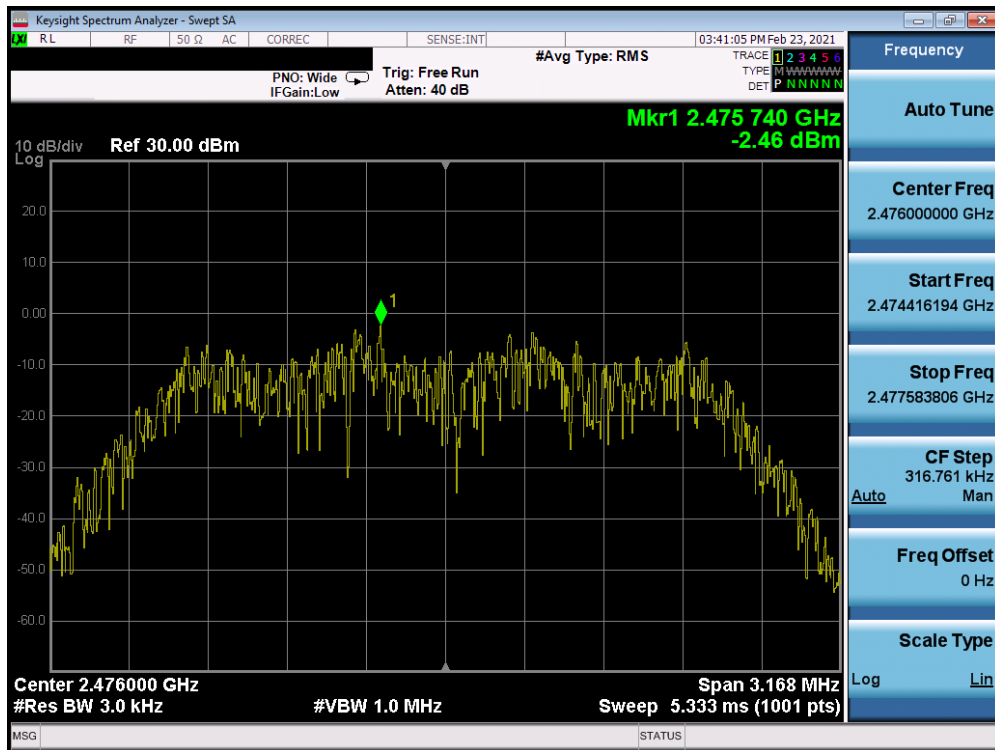 Keysight Spectrum Analyzer - Swept SA
LXI RL RF 50 Ω AC CORREC SENSE:INT 03:41:05 PM Feb 23, 2021
#Avg Type: RMS TRACE 1 2 3 4 5 6
PNO: Wide Trig: Free Run TYPE M WWWWW
IFGain:Low Atten: 40 dB DET P N N N N N
Mkr1 2.475 740 GHz
-2.46 dBm
10 dB/div Ref 30.00 dBm
Log
20.0
10.0
0.00
1
-10.0
-20.0
-30.0
-40.0
-50.0
-60.0
Center 2.476000 GHz Span 3.168 MHz
#Res BW 3.0 kHz #VBW 1.0 MHz Sweep 5.333 ms (1001 pts)
MSG STATUS
Frequency
Auto Tune
Center Freq
2.476000000 GHz
Start Freq
2.474416194 GHz
Stop Freq
2.477583806 GHz
CF Step
316.761 kHz
Auto Man
Freq Offset
0 Hz
Scale Type
Log Lin